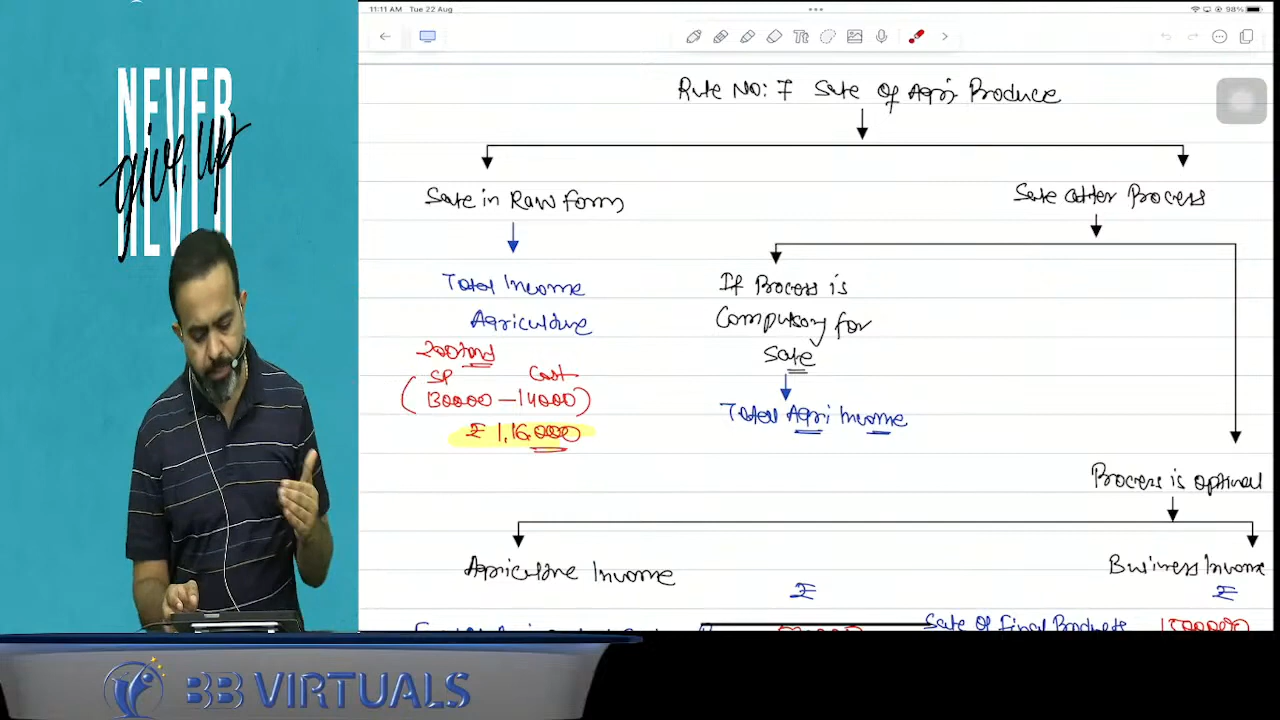 11:11 AM Tue 22 Aug
98%
NEVER
give up
NEVER
Rule No: 7 Sale Of Agri Produce
Sale in Raw form
Sale after Process
Total Income
Agriculture
200 tons
SP Cost
(130000 - 14000)
₹ 1,16,000
If Process is
Compulsory for
Sale
Total Agri Income
Process is optional
Agriculture Income
Business Income
₹
₹
Sale of Final Products 1500000
BB VIRTUALS